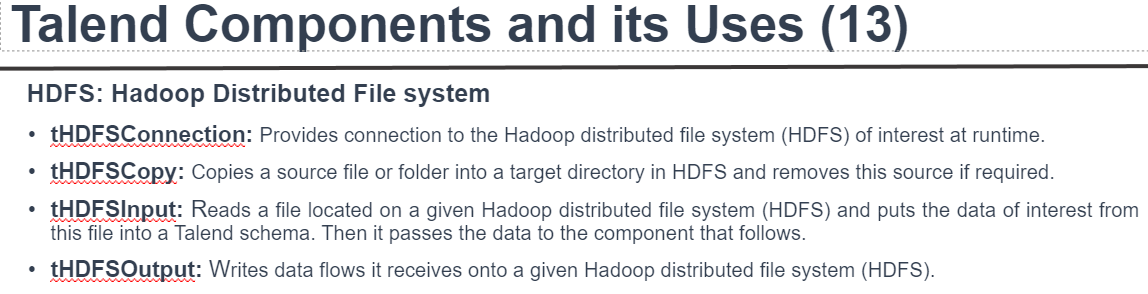 Talend Components and its Uses (13)
HDFS: Hadoop Distributed File system
• tHDFSConnection: Provides connection to the Hadoop distributed file system (HDFS) of interest at runtime.
• tHDFSCopy: Copies a source file or folder into a target directory in HDFS and removes this source if required.
• tHDFSInput: Reads a file located on a given Hadoop distributed file system (HDFS) and puts the data of interest from
this file into a Talend schema. Then it passes the data to the component that follows.
• tHDFSOutput: Writes data flows it receives onto a given Hadoop distributed file system (HDFS).